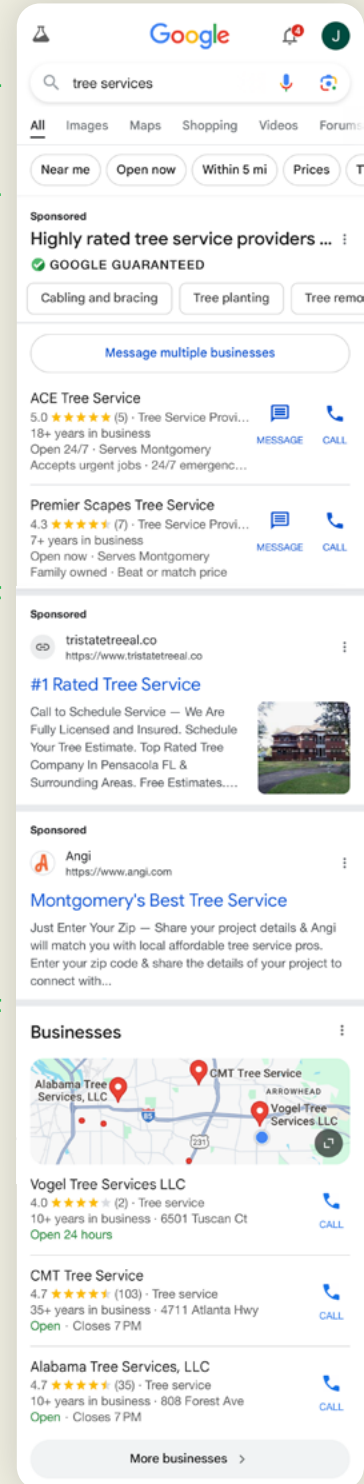 Google
4
J
tree services
All Images Maps Shopping Videos Forums
Near me Open now Within 5 mi Prices T
Sponsored
Highly rated tree service providers ...
GOOGLE GUARANTEED
Cabling and bracing Tree planting Tree remo
Message multiple businesses
ACE Tree Service
5.0 ★★★★★ (5) · Tree Service Provi...
18+ years in business
Open 24/7 · Serves Montgomery
Accepts urgent jobs · 24/7 emergenc...
MESSAGE CALL
Premier Scapes Tree Service
4.3 ★★★★★ (7) · Tree Service Provi...
7+ years in business
Open now · Serves Montgomery
Family owned · Beat or match price
MESSAGE CALL
Sponsored
tristatetreeal.co
https://www.tristatetreeal.co
#1 Rated Tree Service
Call to Schedule Service — We Are
Fully Licensed and Insured. Schedule
Your Tree Estimate. Top Rated Tree
Company In Pensacola FL &
Surrounding Areas. Free Estimates....
Sponsored
Angi
https://www.angi.com
Montgomery's Best Tree Service
Just Enter Your Zip — Share your project details & Angi
will match you with local affordable tree service pros.
Enter your zip code & share the details of your project to
connect with...
Businesses
CMT Tree Service
Alabama Tree
Services, LLC
ARROWHEAD
Vogel Tree
Services LLC
85
231
Vogel Tree Services LLC
4.0 ★★★★★ (2) · Tree service
10+ years in business · 6501 Tuscan Ct
Open 24 hours
CALL
CMT Tree Service
4.7 ★★★★★ (103) · Tree service
35+ years in business · 4711 Atlanta Hwy
Open · Closes 7 PM
CALL
Alabama Tree Services, LLC
4.7 ★★★★★ (35) · Tree service
10+ years in business · 808 Forest Ave
Open · Closes 7 PM
CALL
More businesses >